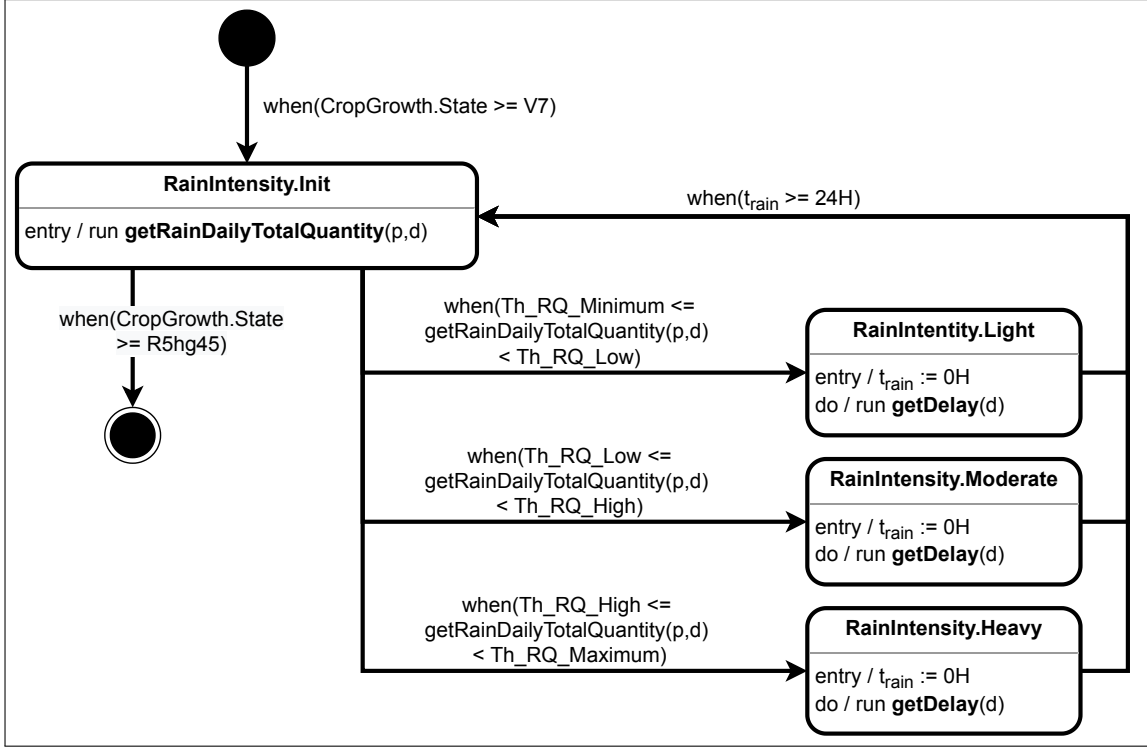 when(CropGrowth.State >= V7)
RainIntensity.Init
entry / run getRainDailyTotalQuantity(p,d)
when(t_rain >= 24H)
when(CropGrowth.State
>= R5hg45)
when(Th_RQ_Minimum <=
getRainDailyTotalQuantity(p,d)
< Th_RQ_Low)
RainIntentity.Light
entry / t_rain := 0H
do / run getDelay(d)
when(Th_RQ_Low <=
getRainDailyTotalQuantity(p,d)
< Th_RQ_High)
RainIntensity.Moderate
entry / t_rain := 0H
do / run getDelay(d)
when(Th_RQ_High <=
getRainDailyTotalQuantity(p,d)
< Th_RQ_Maximum)
RainIntensity.Heavy
entry / t_rain := 0H
do / run getDelay(d)